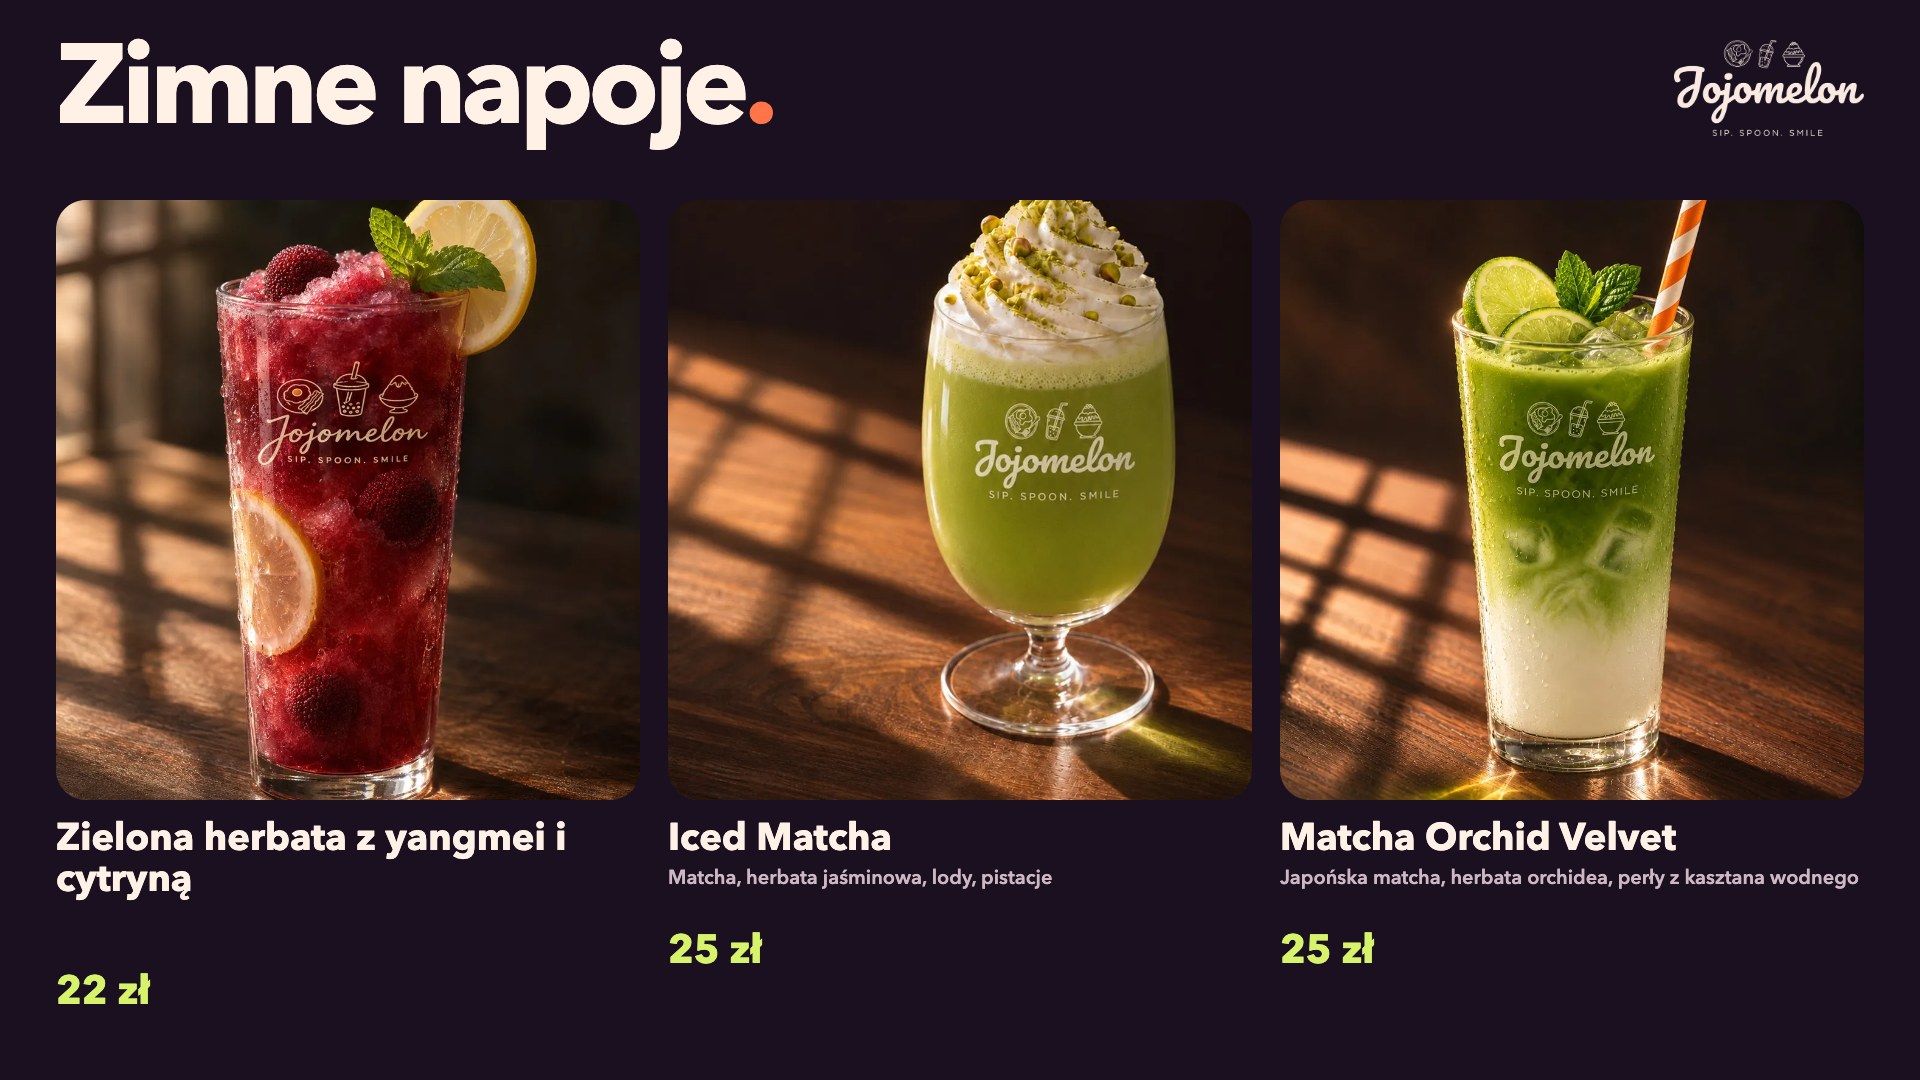 Zimne napoje.
Jojomelon
SIP. SPOON. SMILE
Jojomelon
SIP. SPOON. SMILE
Jojomelon
SIP. SPOON. SMILE
Jojomelon
SIP. SPOON. SMILE
Zielona herbata z yangmei i
cytryną
22 zł
Iced Matcha
Matcha, herbata jaśminowa, lody, pistacje
25 zł
Matcha Orchid Velvet
Japońska matcha, herbata orchidea, perły z kasztana wodnego
25 zł